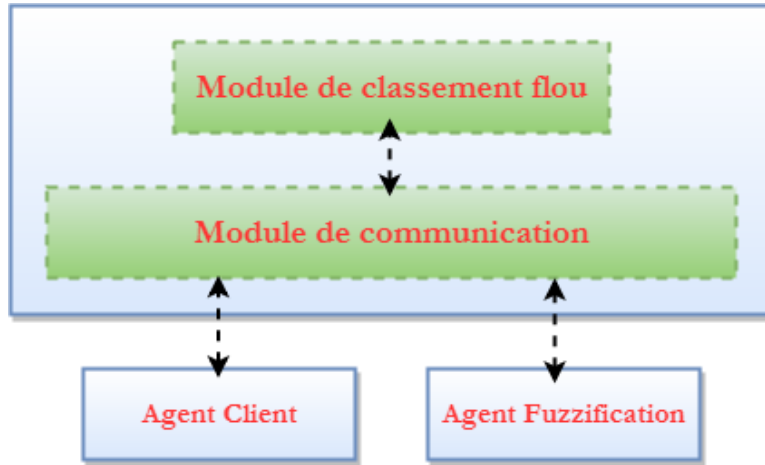 Module de classement flou
Module de communication
Agent Client
Agent Fuzzification